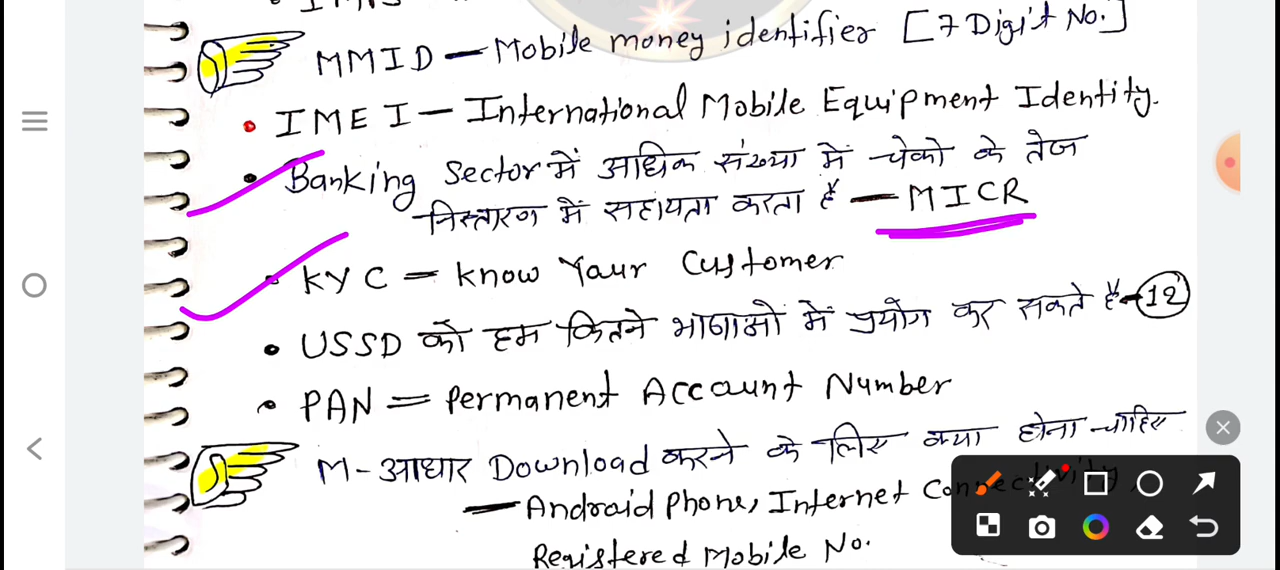 MMID – Mobile money identifier [7 Digit No.]
• IMEI – International Mobile Equipment Identity.
• Banking Sector में अधिक संख्या में चेको के तेज
निस्तारण में सहायता करता है – MICR
• KYC = Know Your Customer
• USSD को हम कितने भाषाओ में प्रयोग कर सकते है – 12
• PAN = Permanent Account Number
M-आधार Download करने के लिए क्या होना चाहिए
– Android Phone, Internet
Registered Mobile No.